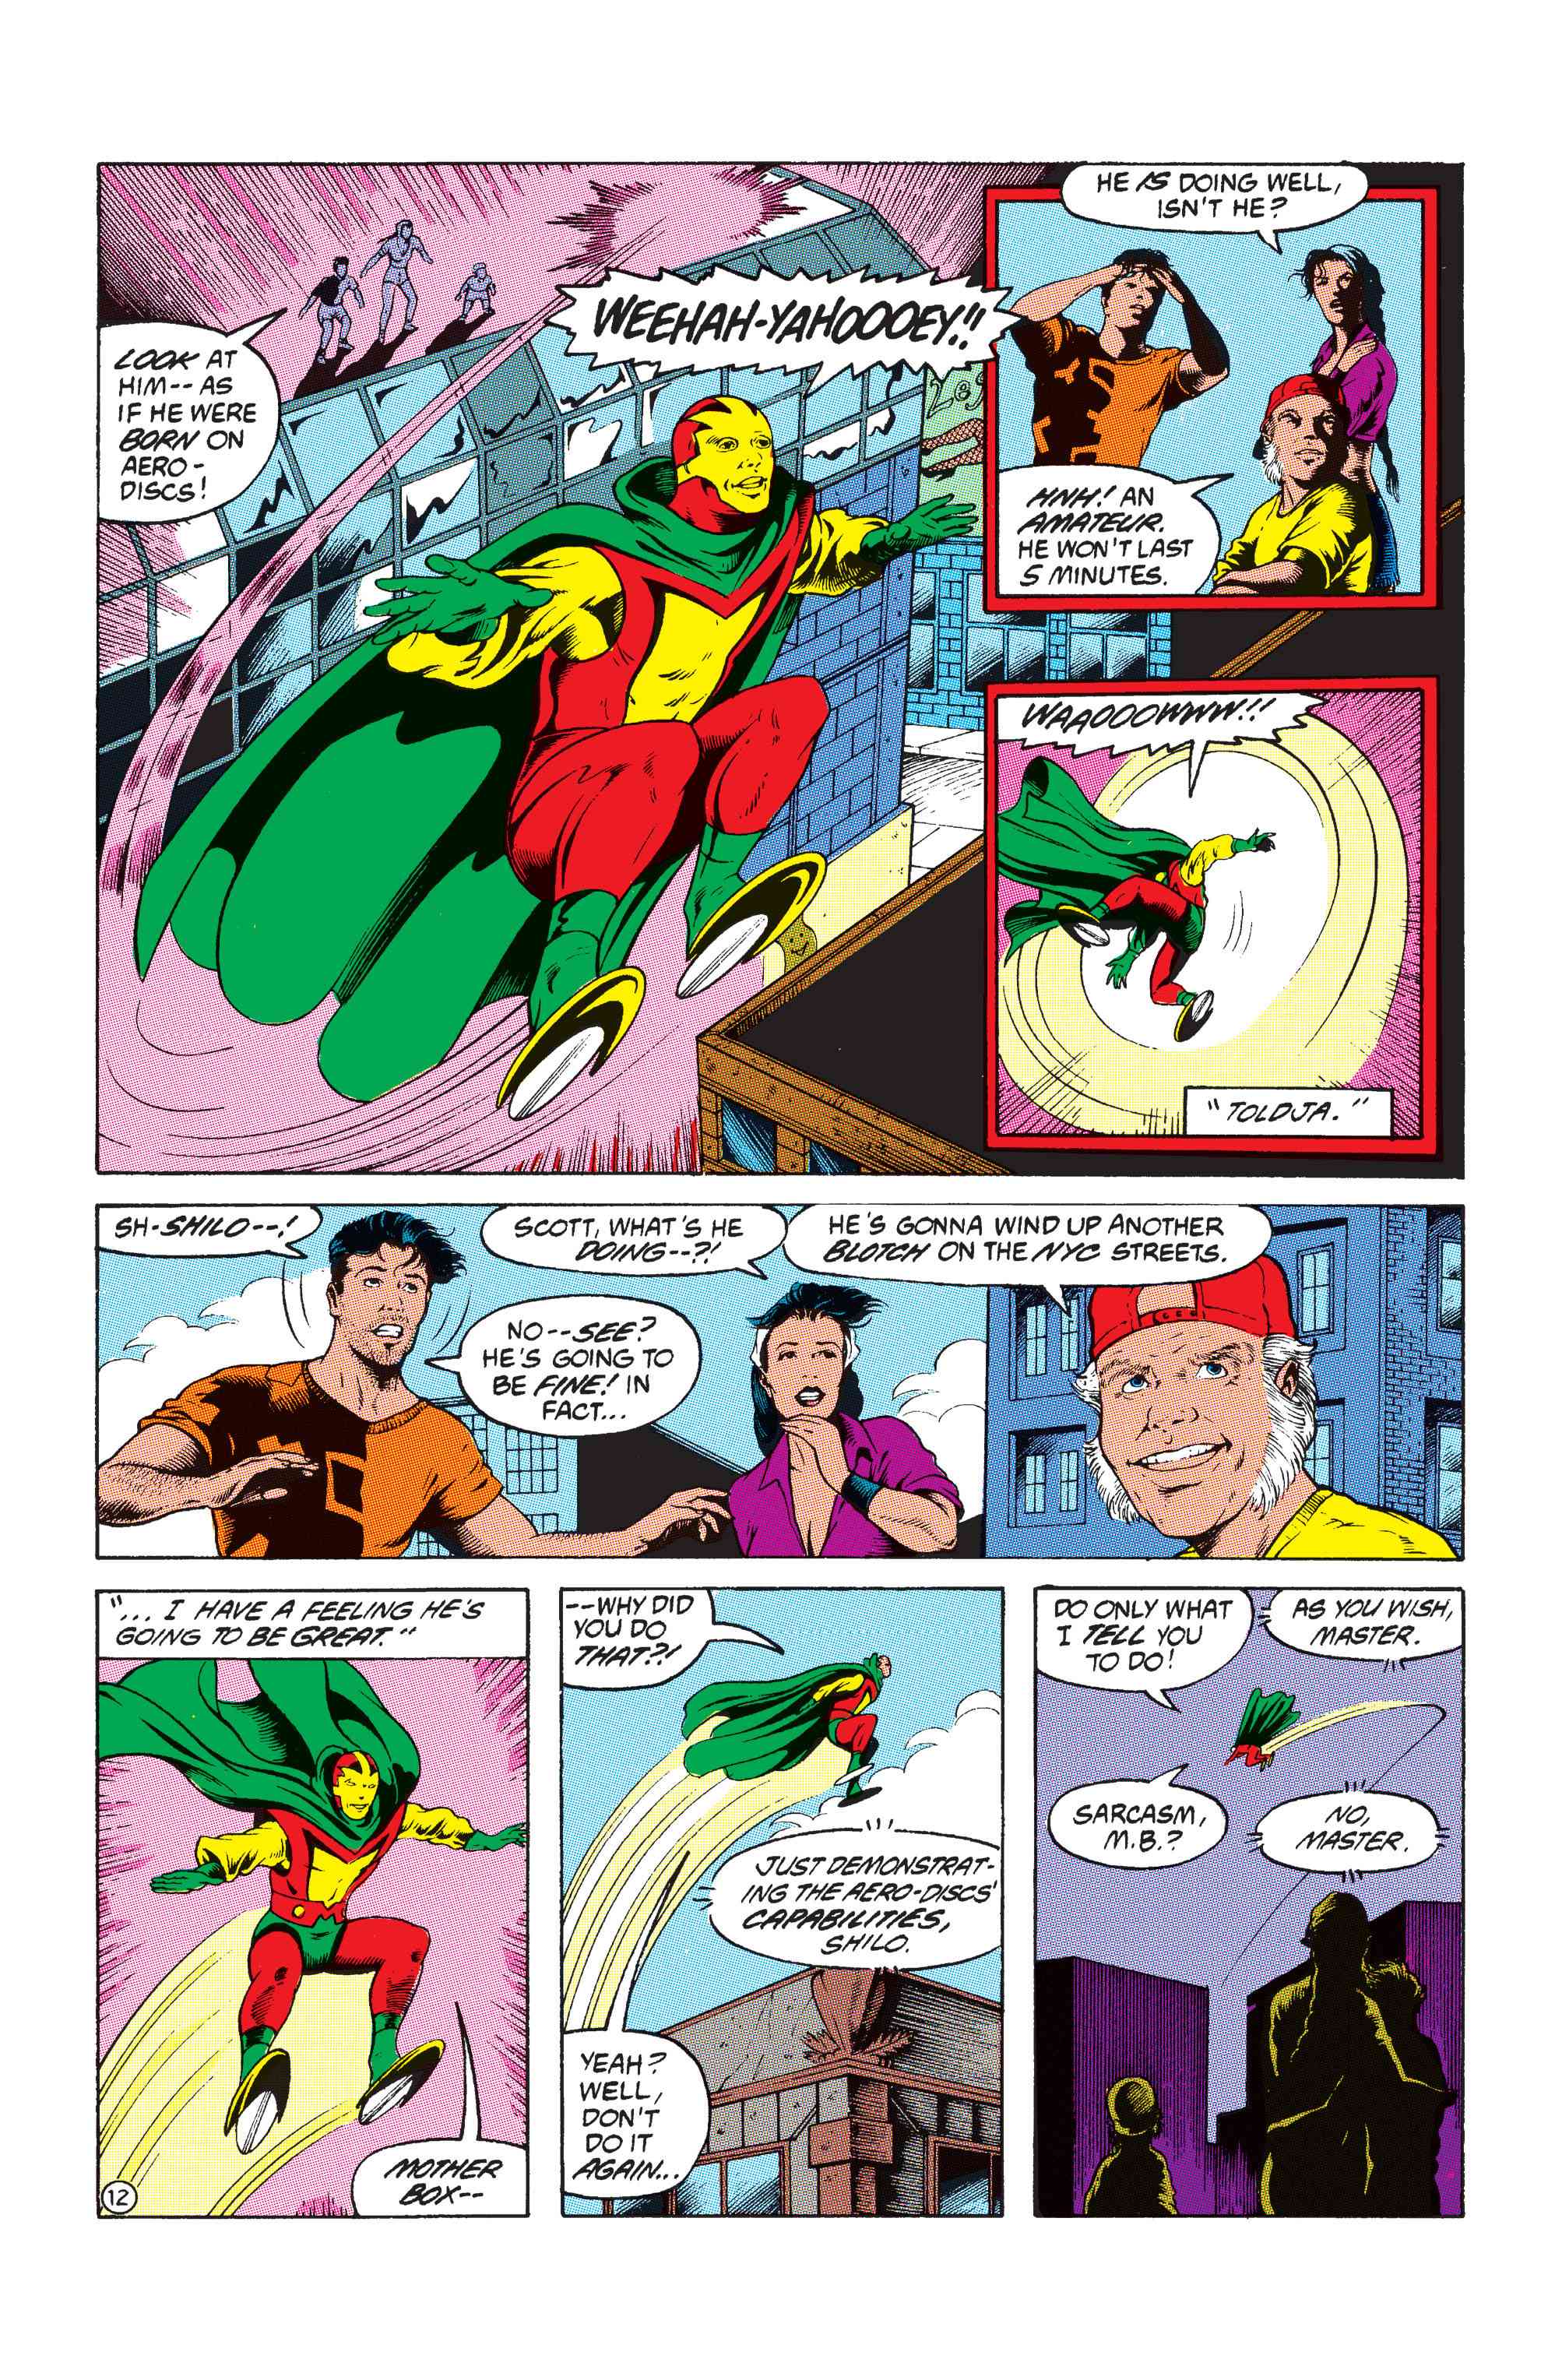 LOOK AT
HIM-- AS
IF HE WERE
BORN ON
AERO-
DISCS!
WEEHAH-YAHOOOEY!!
HE IS DOING WELL,
ISN'T HE?
HNH! AN
AMATEUR.
HE WON'T LAST
5 MINUTES.
WAAOOOOWWW!!
"TOLDJA."
SH-SHILO--!
SCOTT, WHAT'S HE
DOING--?!
HE'S GONNA WIND UP ANOTHER
BLOTCH ON THE NYC STREETS.
NO--SEE?
HE'S GOING TO
BE FINE! IN
FACT...
"... I HAVE A FEELING HE'S
GOING TO BE GREAT."
MOTHER
BOX--
12
--WHY DID
YOU DO
THAT?!
JUST DEMONSTRAT-
ING THE AERO-DISCS'
CAPABILITIES,
SHILO.
YEAH?
WELL,
DON'T
DO IT
AGAIN...
DO ONLY WHAT
I TELL YOU
TO DO!
AS YOU WISH,
MASTER.
SARCASM,
M.B.?
NO,
MASTER.